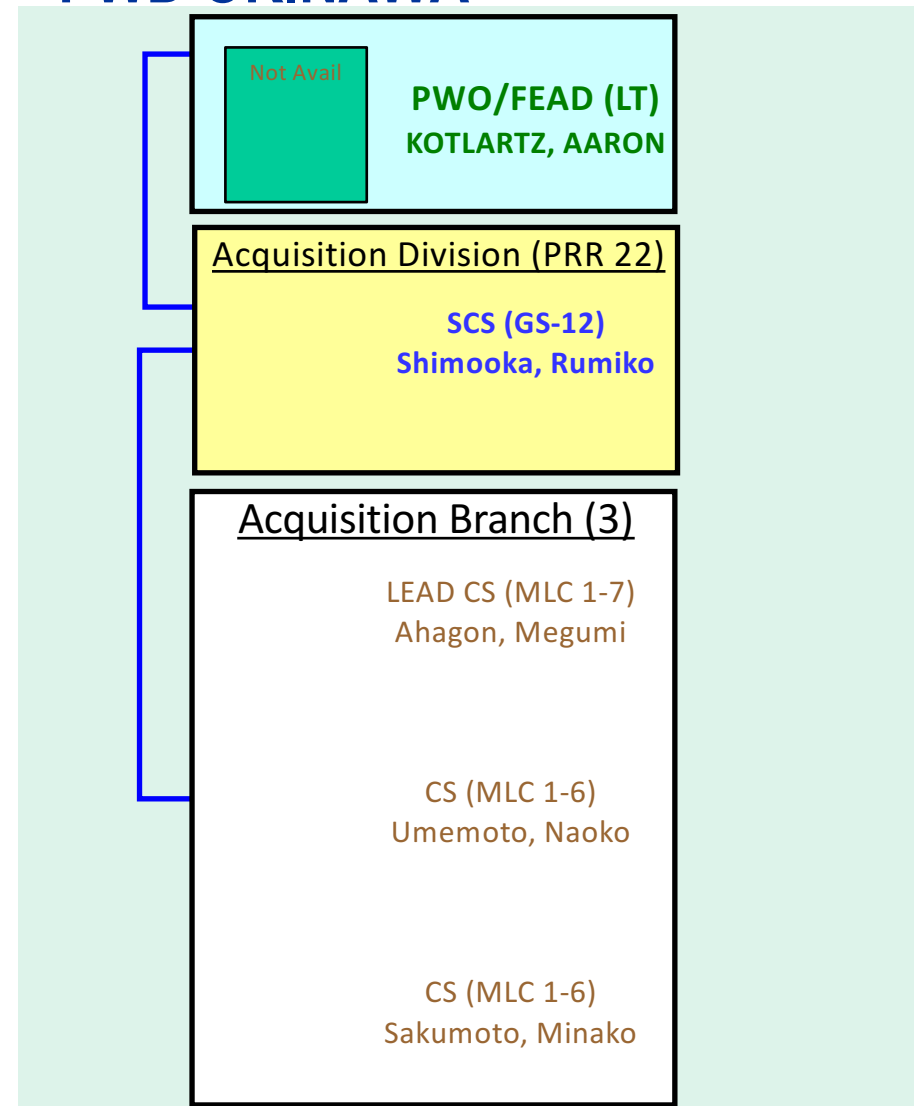 PWD OKINAWA
Not Avail
PWO/FEAD (LT)
KOTLARTZ, AARON
Acquisition Division (PRR 22)
SCS (GS-12)
Shimooka, Rumiko
Acquisition Branch (3)
LEAD CS (MLC 1-7)
Ahagon, Megumi
CS (MLC 1-6)
Umemoto, Naoko
CS (MLC 1-6)
Sakumoto, Minako